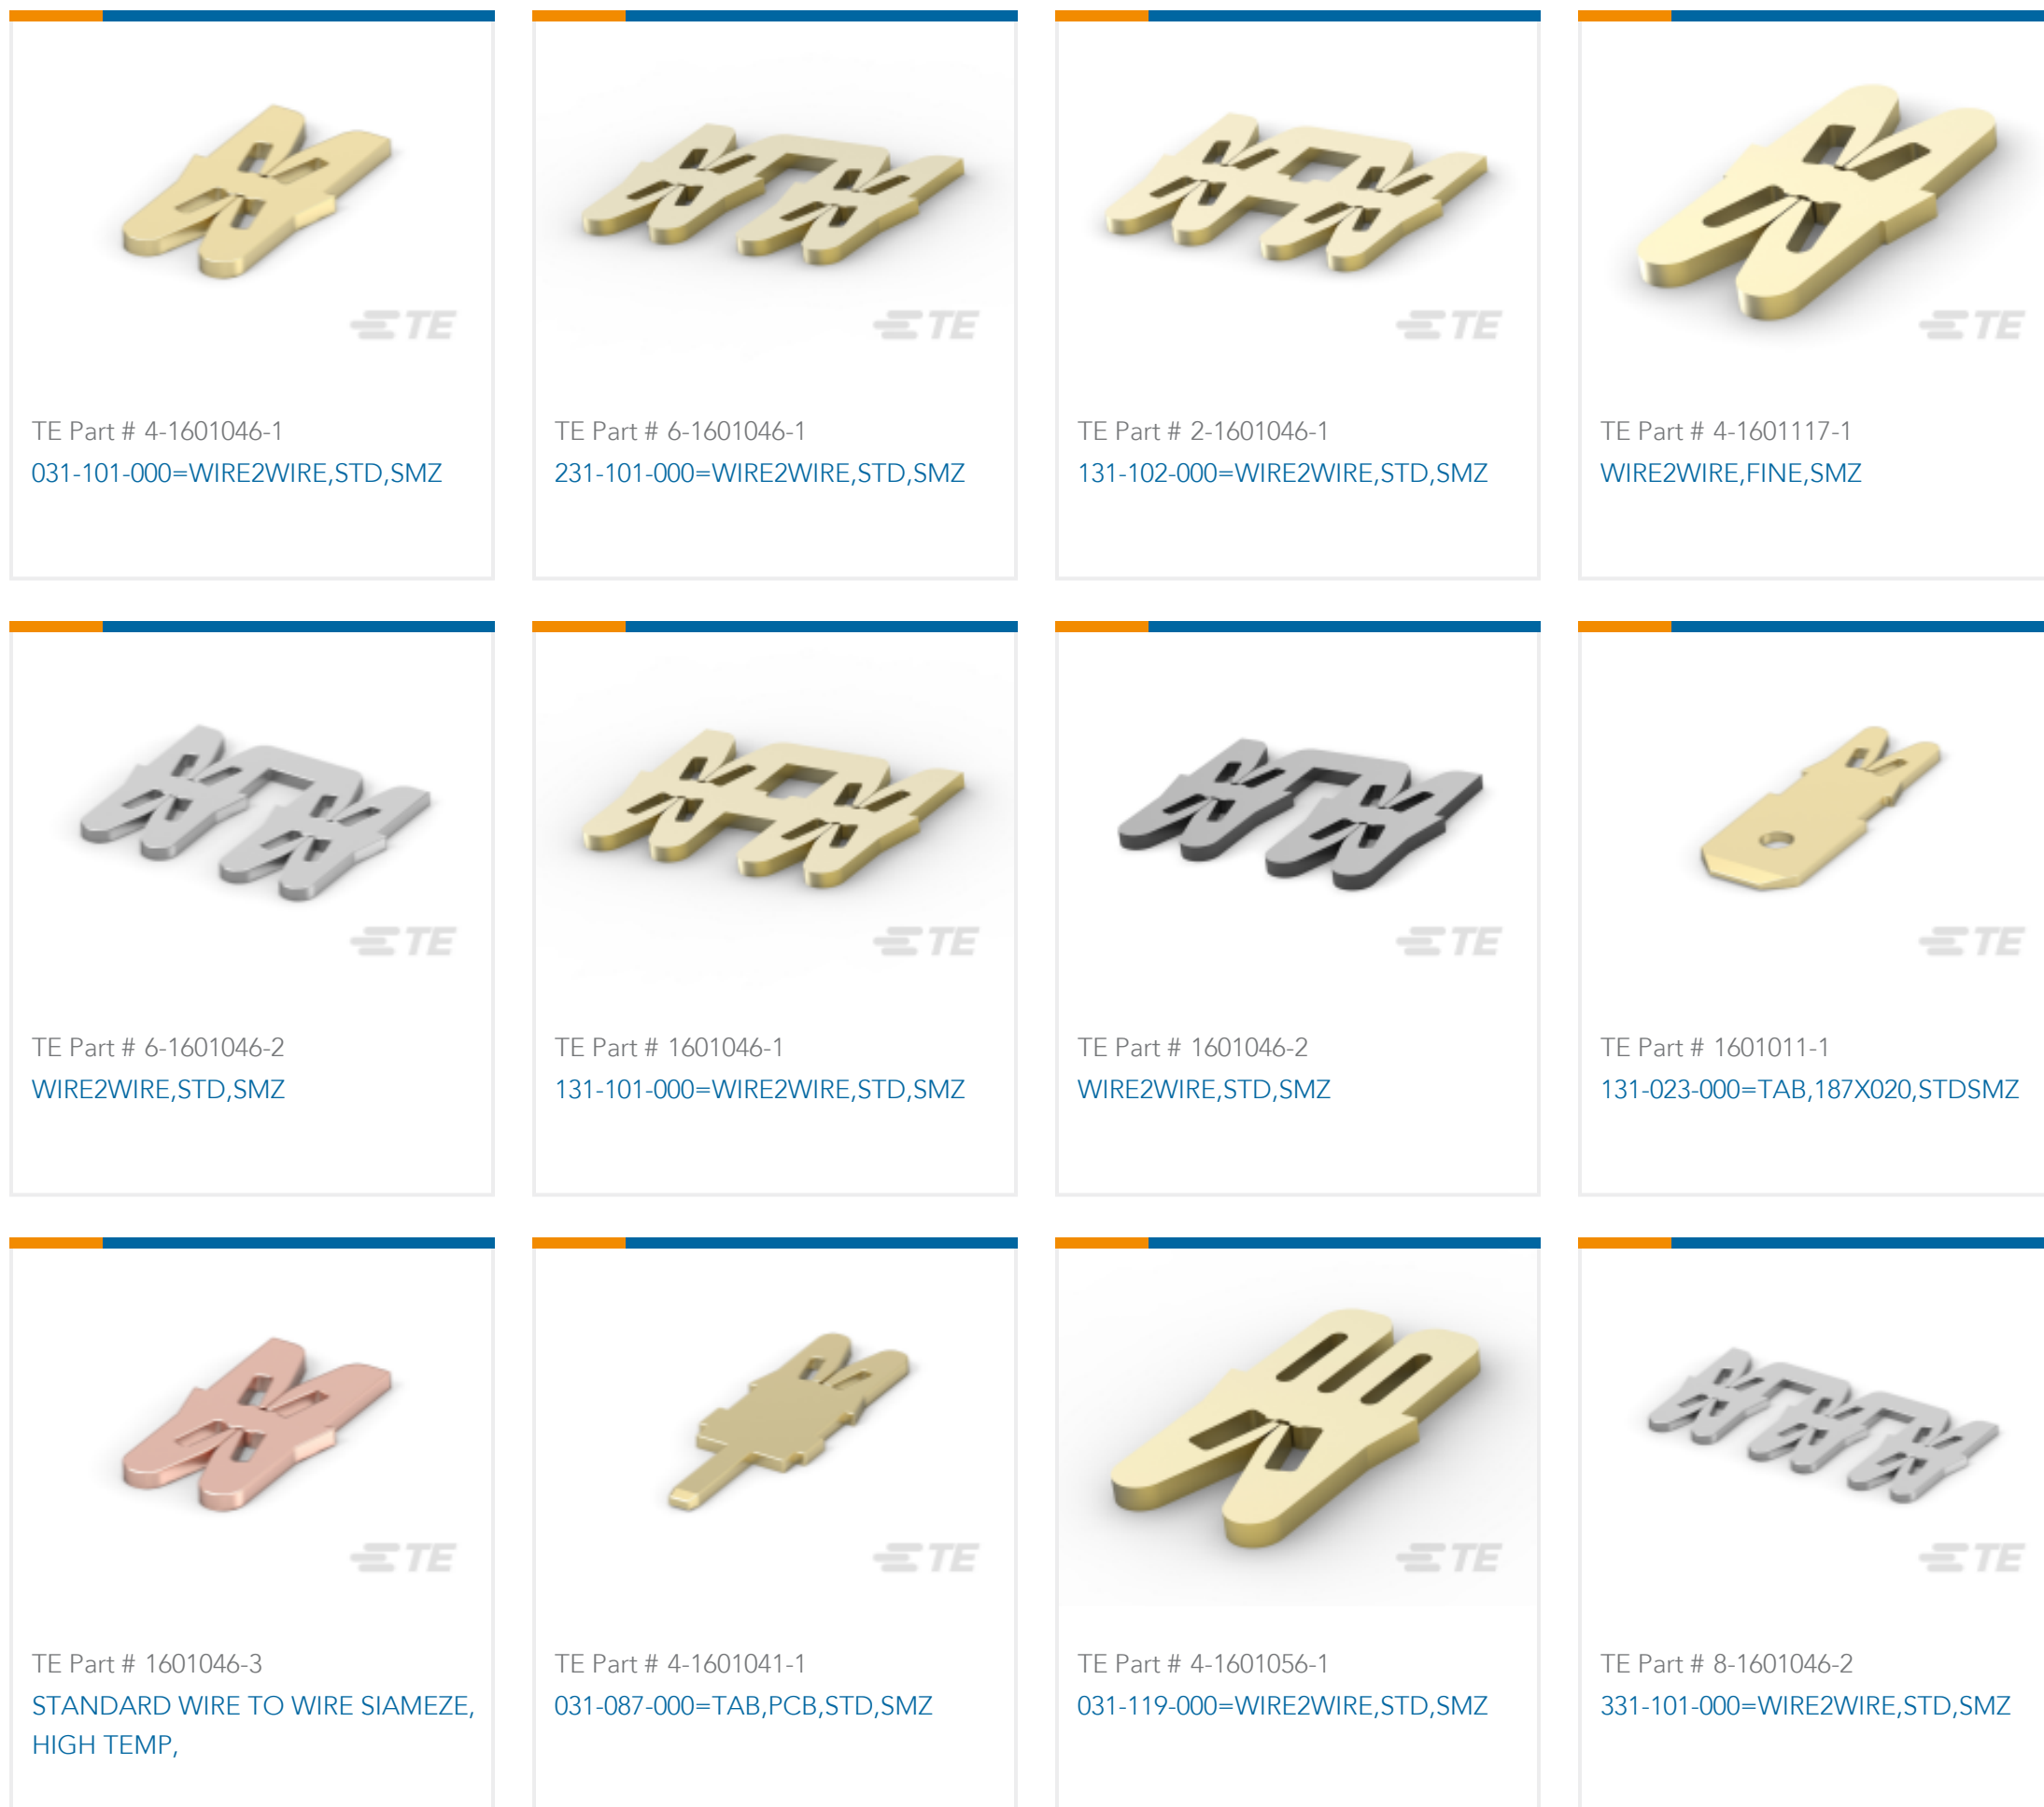 TE
TE
TE
TE
TE Part # 4-1601046-1
031-101-000=WIRE2WIRE,STD,SMZ
TE Part # 6-1601046-1
231-101-000=WIRE2WIRE,STD,SMZ
TE Part # 2-1601046-1
131-102-000=WIRE2WIRE,STD,SMZ
TE Part # 4-1601117-1
WIRE2WIRE,FINE,SMZ
TE
TE
TE
TE
TE Part # 6-1601046-2
WIRE2WIRE,STD,SMZ
TE Part # 1601046-1
131-101-000=WIRE2WIRE,STD,SMZ
TE Part # 1601046-2
WIRE2WIRE,STD,SMZ
TE Part # 1601011-1
131-023-000=TAB,187X020,STDSMZ
TE
TE
TE
TE
TE Part # 1601046-3
STANDARD WIRE TO WIRE SIAMEZE,
HIGH TEMP,
TE Part # 4-1601041-1
031-087-000=TAB,PCB,STD,SMZ
TE Part # 4-1601056-1
031-119-000=WIRE2WIRE,STD,SMZ
TE Part # 8-1601046-2
331-101-000=WIRE2WIRE,STD,SMZ